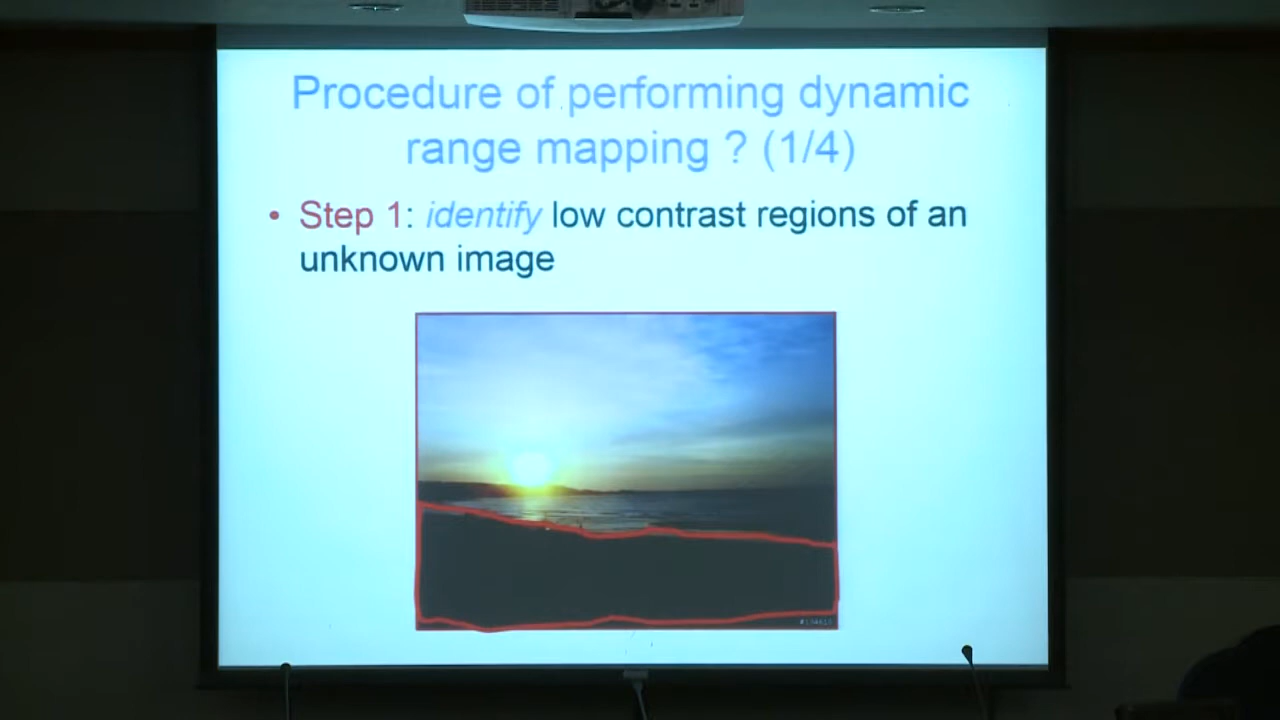 Procedure of performing dynamic
range mapping ? (1/4)
• Step 1: identify low contrast regions of an
unknown image